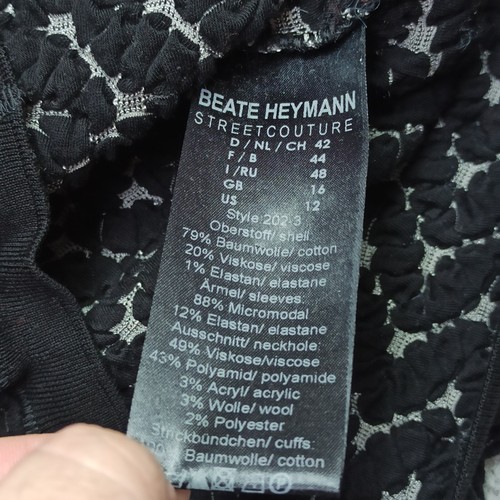 BEATE HEYMANN
STREETCOUTURE
D / NL / CH 42
F / B 44
I / RU 48
GB 16
US 12
Style 202-3
Oberstoff/ shell
79% Baumwolle/ cotton
20% Viskose/ viscose
1% Elastan/ elastane
Ärmel/ sleeves:
88% Micromodal
12% Elastan/ elastane
Ausschnitt/ neckhole:
49% Viskose/viscose
43% Polyamid/ polyamide
3% Acryl/ acrylic
3% Wolle/ wool
2% Polyester
Strickbündchen/ cuffs:
Baumwolle/ cotton